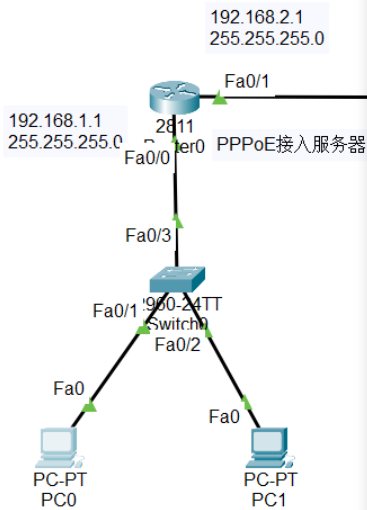 192.168.2.1
255.255.255.0
Fa0/1
192.168.1.1
255.255.255.0
2811
Fa0/0
PPPoE接入服务器
Fa0/3
Fa0/1
Switch0
Fa0/2
Fa0
Fa0
PC-PT
PC0
PC-PT
PC1